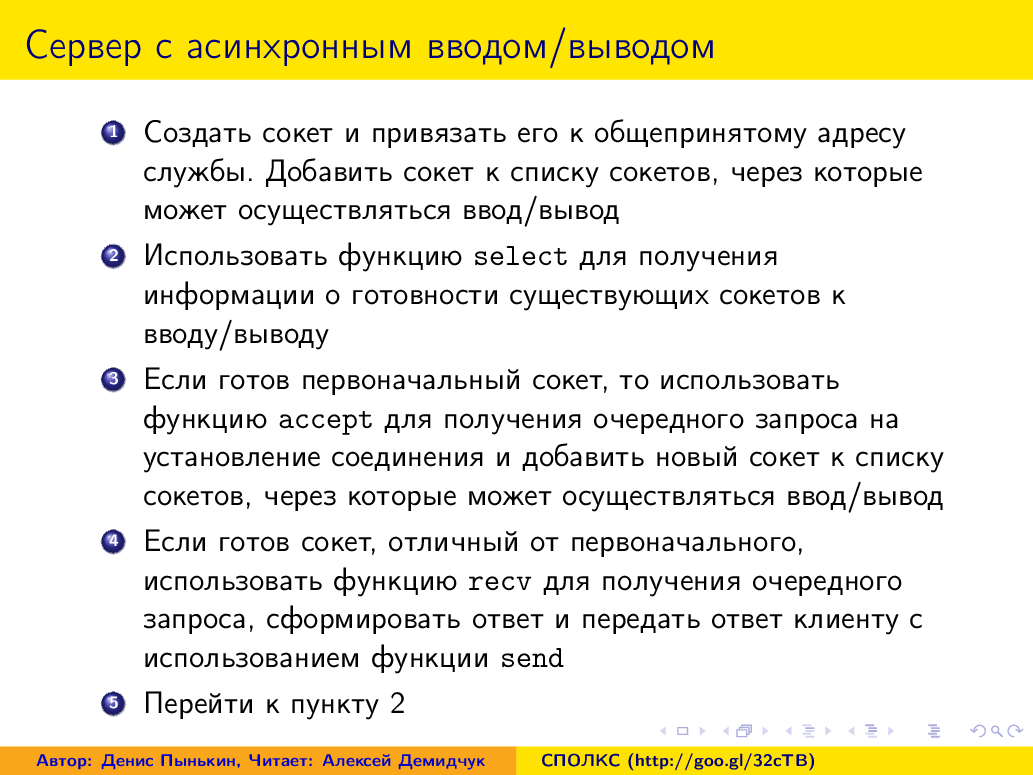 Сервер с асинхронным вводом/выводом
1 Создать сокет и привязать его к общепринятому адресу
службы. Добавить сокет к списку сокетов, через которые
может осуществляться ввод/вывод
2 Использовать функцию select для получения
информации о готовности существующих сокетов к
вводу/выводу
3 Если готов первоначальный сокет, то использовать
функцию accept для получения очередного запроса на
установление соединения и добавить новый сокет к списку
сокетов, через которые может осуществляться ввод/вывод
4 Если готов сокет, отличный от первоначального,
использовать функцию recv для получения очередного
запроса, сформировать ответ и передать ответ клиенту с
использованием функции send
5 Перейти к пункту 2
Автор: Денис Пынькин, Читает: Алексей Демидчук
СПОЛКС (http://goo.gl/32cTB)